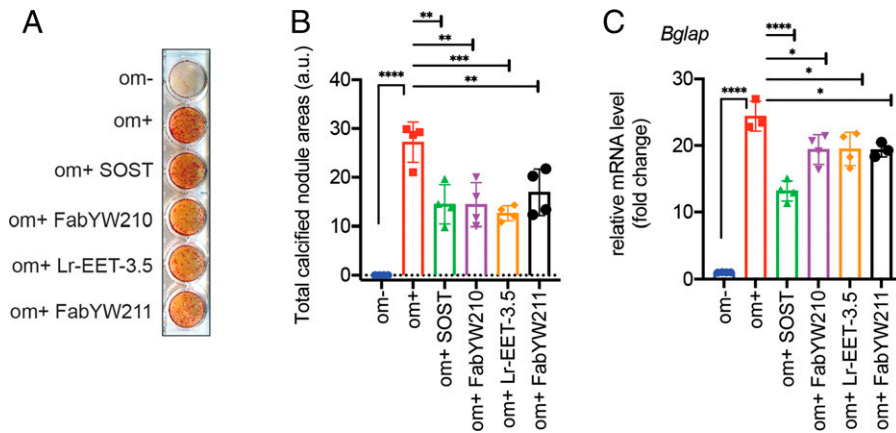 A
om-
om+
om+ SOST
om+ FabYW210
om+ Lr-EET-3.5
om+ FabYW211
B
Total calcified nodule areas (a.u.)
**
**
***
**
****
40
30
20
10
0
om-
om+
om+ SOST
om+ FabYW210
om+ Lr-EET-3.5
om+ FabYW211
C
Bglap
relative mRNA level
(fold change)
****
*
*
*
****
30
20
10
0
om-
om+
om+ SOST
om+ FabYW210
om+ Lr-EET-3.5
om+ FabYW211